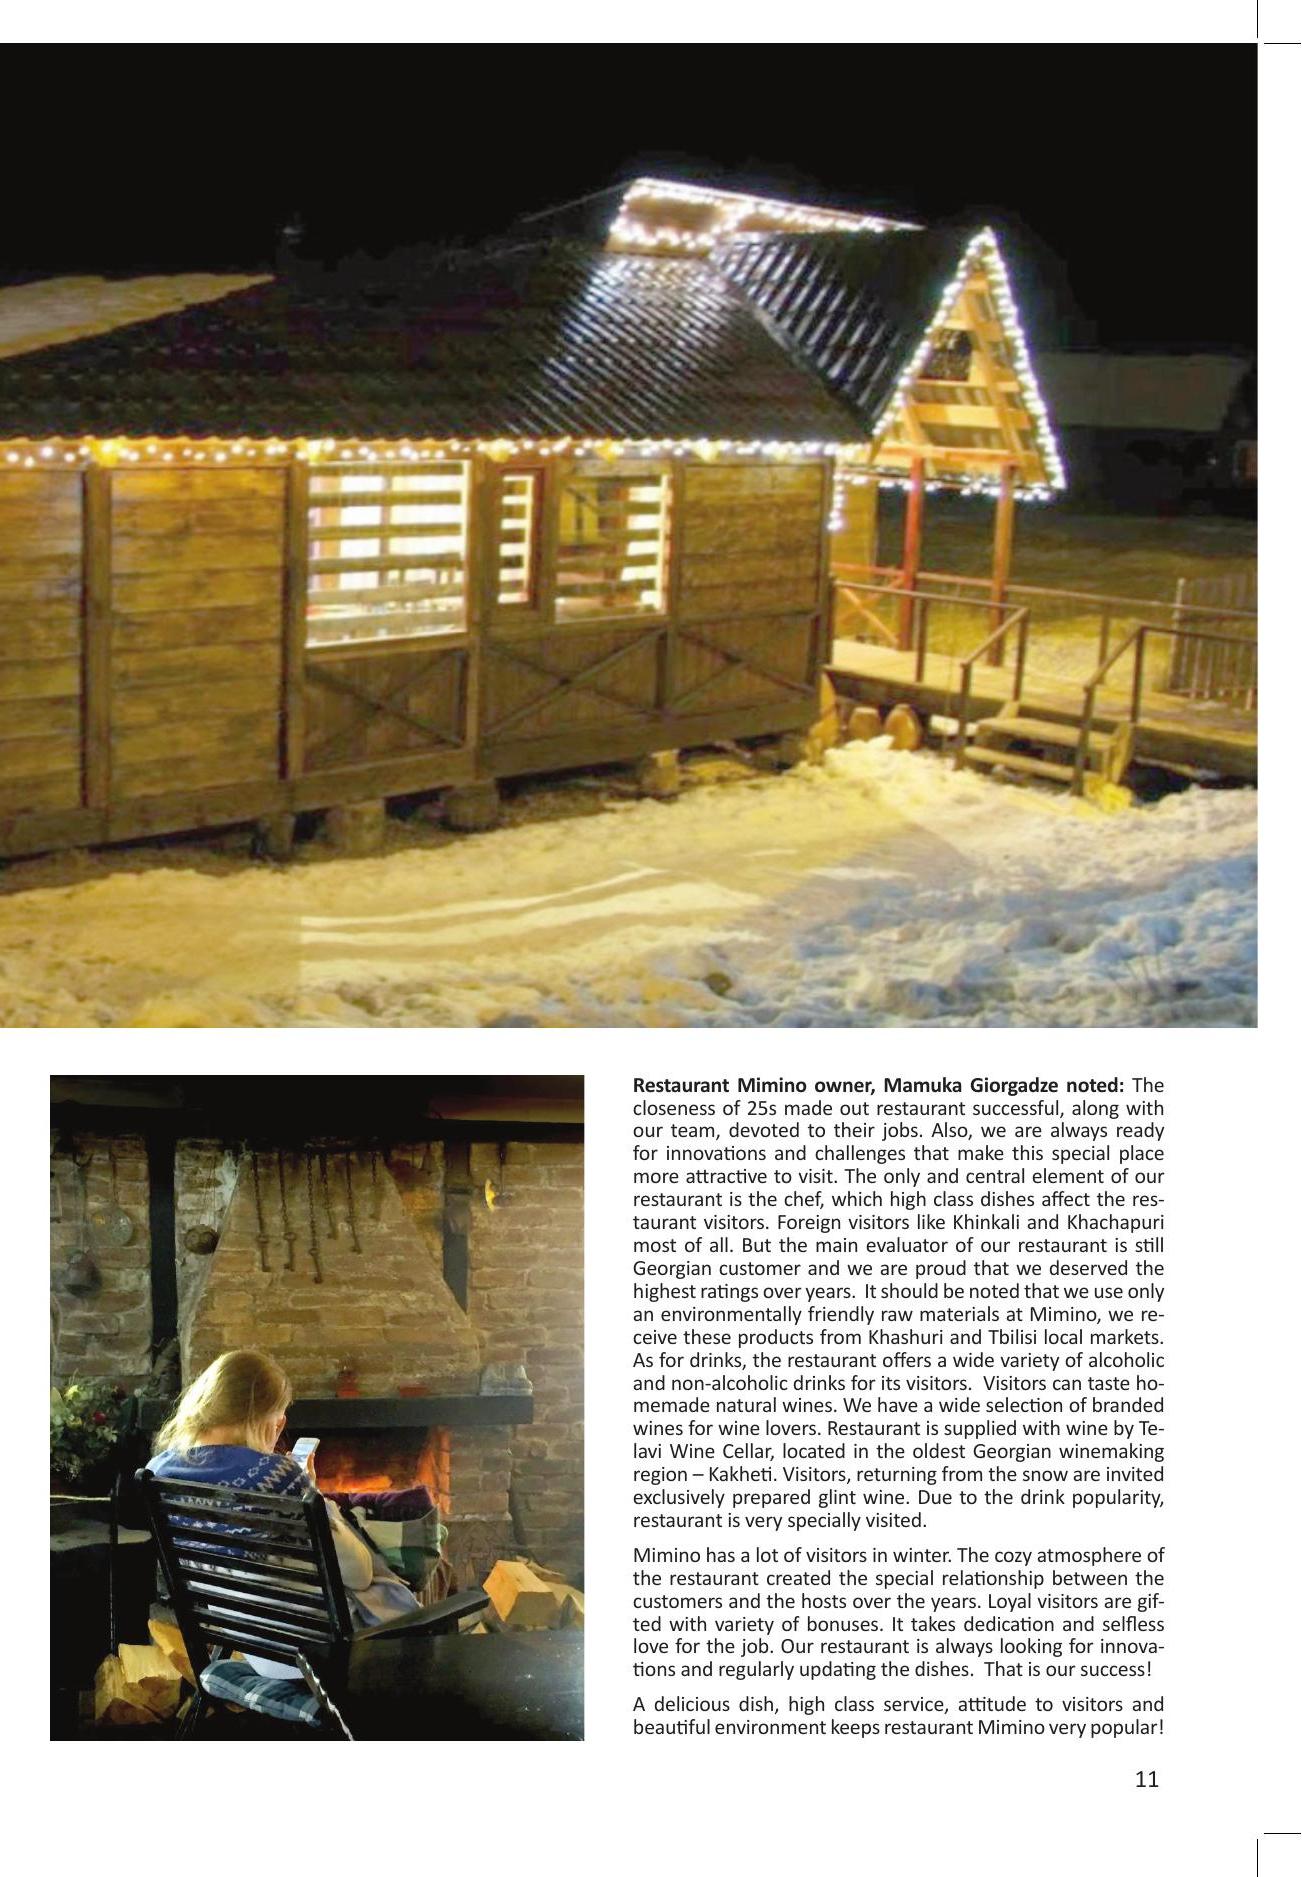 Restaurant Mimino owner, Mamuka Giorgadze noted: The
closeness of 25s made out restaurant successful, along with
our team, devoted to their jobs. Also, we are always ready
for innovations and challenges that make this special place
more attractive to visit. The only and central element of our
restaurant is the chef, which high class dishes affect the res-
taurant visitors. Foreign visitors like Khinkali and Khachapuri
most of all. But the main evaluator of our restaurant is still
Georgian customer and we are proud that we deserved the
highest ratings over years.  It should be noted that we use only
an environmentally friendly raw materials at Mimino, we re-
ceive these products from Khashuri and Tbilisi local markets.
As for drinks, the restaurant offers a wide variety of alcoholic
and non-alcoholic drinks for its visitors.  Visitors can taste ho-
memade natural wines. We have a wide selection of branded
wines for wine lovers. Restaurant is supplied with wine by Te-
lavi Wine Cellar, located in the oldest Georgian winemaking
region – Kakheti. Visitors, returning from the snow are invited
exclusively prepared glint wine. Due to the drink popularity,
restaurant is very specially visited.
Mimino has a lot of visitors in winter. The cozy atmosphere of
the restaurant created the special relationship between the
customers and the hosts over the years. Loyal visitors are gif-
ted with variety of bonuses. It takes dedication and selfless
love for the job. Our restaurant is always looking for innova-
tions and regularly updating the dishes.  That is our success!
A delicious dish, high class service, attitude to visitors and
beautiful environment keeps restaurant Mimino very popular!
11